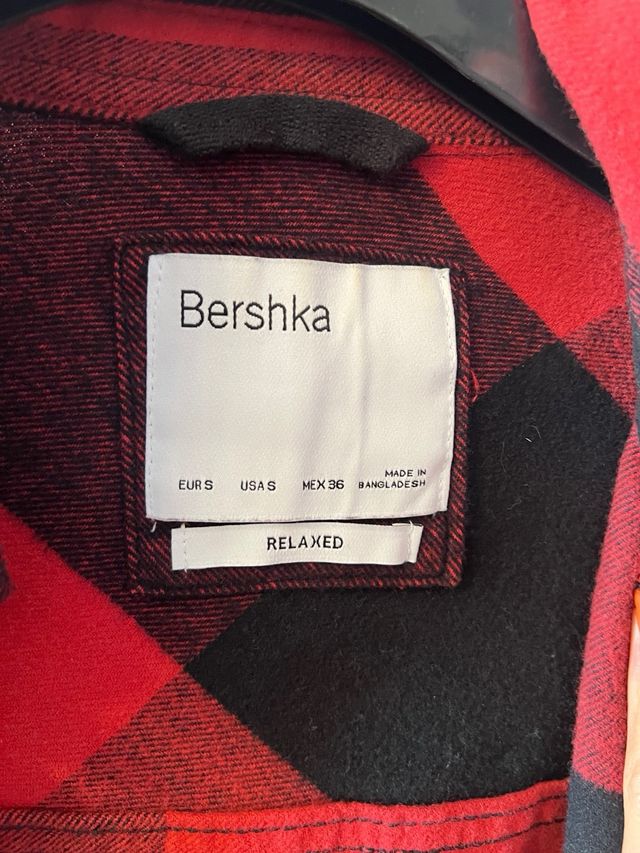 Bershka
EUR S USA S MEX 36 MADE IN BANGLADESH
RELAXED